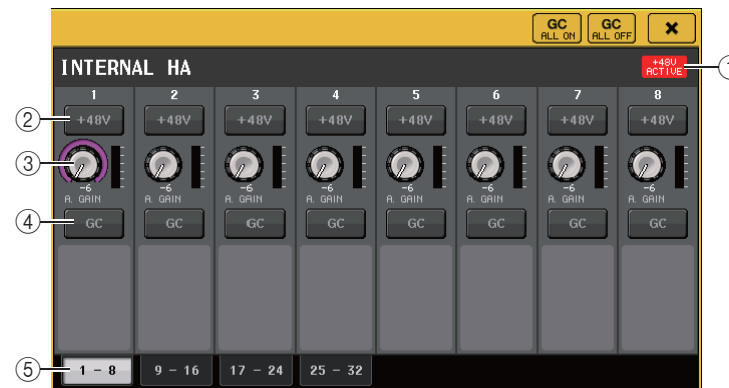 GC ALL ON GC ALL OFF
INTERNAL HA +48V ACTIVE
1 2 3 4 5 6 7 8
② +48V +48V +48V +48V +48V +48V +48V +48V
③ -6 -6 -6 -6 -6 -6 -6 -6
A. GAIN A. GAIN A. GAIN A. GAIN A. GAIN A. GAIN A. GAIN A. GAIN
④ GC GC GC GC GC GC GC GC
⑤ 1 - 8 9 - 16 17 - 24 25 - 32